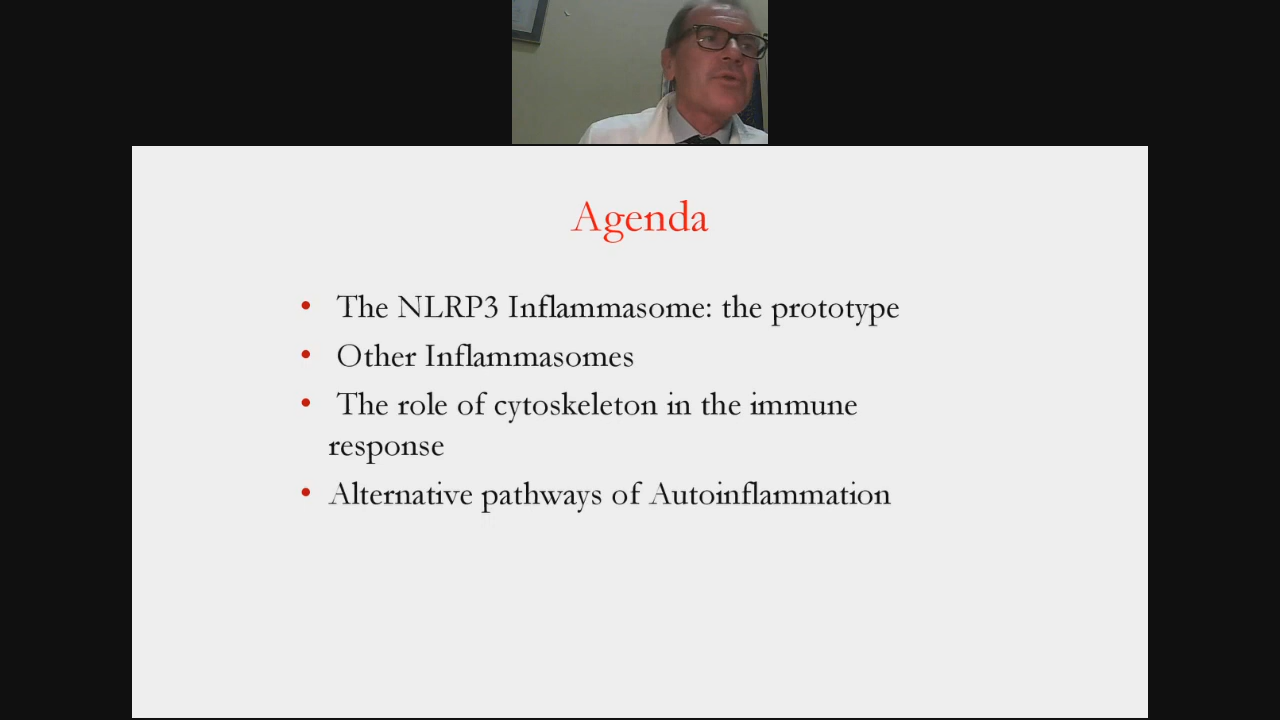 Agenda
• The NLRP3 Inflammasome: the prototype
• Other Inflammasomes
• The role of cytoskeleton in the immune
response
• Alternative pathways of Autoinflammation